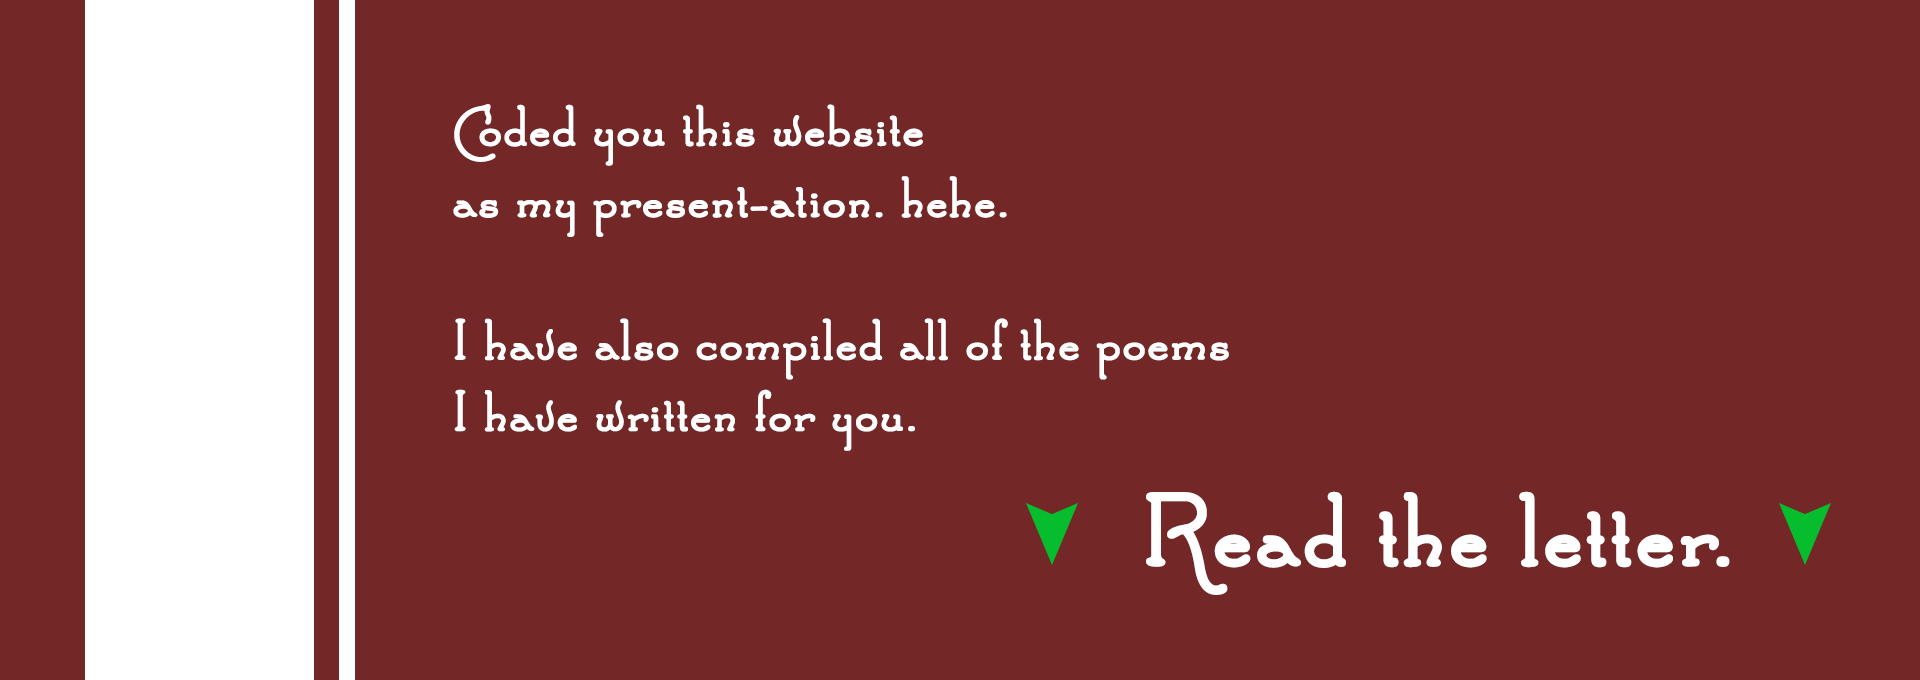 Coded you this website
as my present-ation. hehe.
I have also compiled all of the poems
I have written for you.
Read the letter.